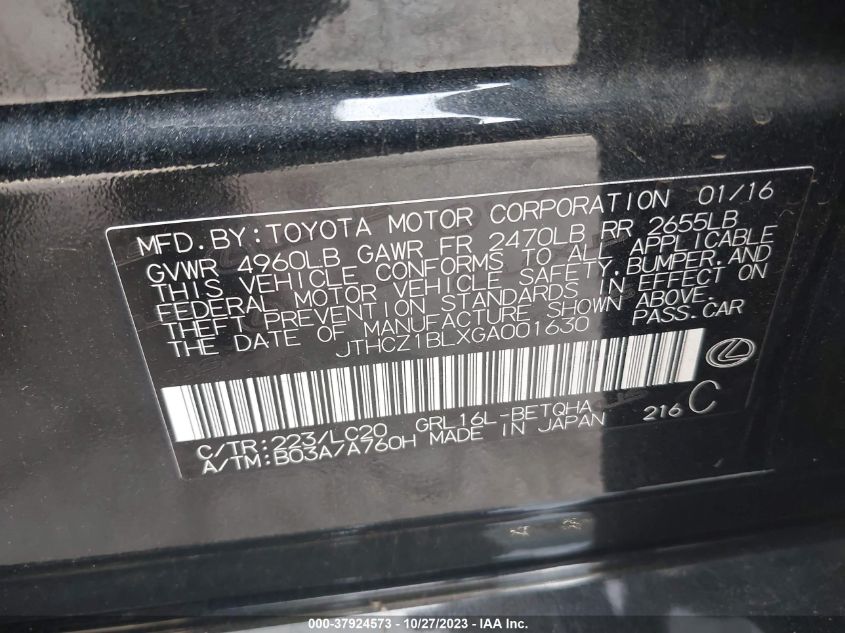 MFD. BY: TOYOTA MOTOR CORPORATION 01/16
GVWR 4960LB GAWR FR 2470LB RR 2655LB
THIS VEHICLE CONFORMS TO ALL APPLICABLE
FEDERAL MOTOR VEHICLE SAFETY, BUMPER, AND
THEFT PREVENTION STANDARDS IN EFFECT ON
THE DATE OF MANUFACTURE SHOWN ABOVE.
JTHCZ1BLXGA001630 PASS. CAR
C/TR: 223/LC20 GRL16L-BETQHA 216 C
A/TM: B03A/A760H MADE IN JAPAN
000-37924573 - 10/27/2023 - IAA Inc.